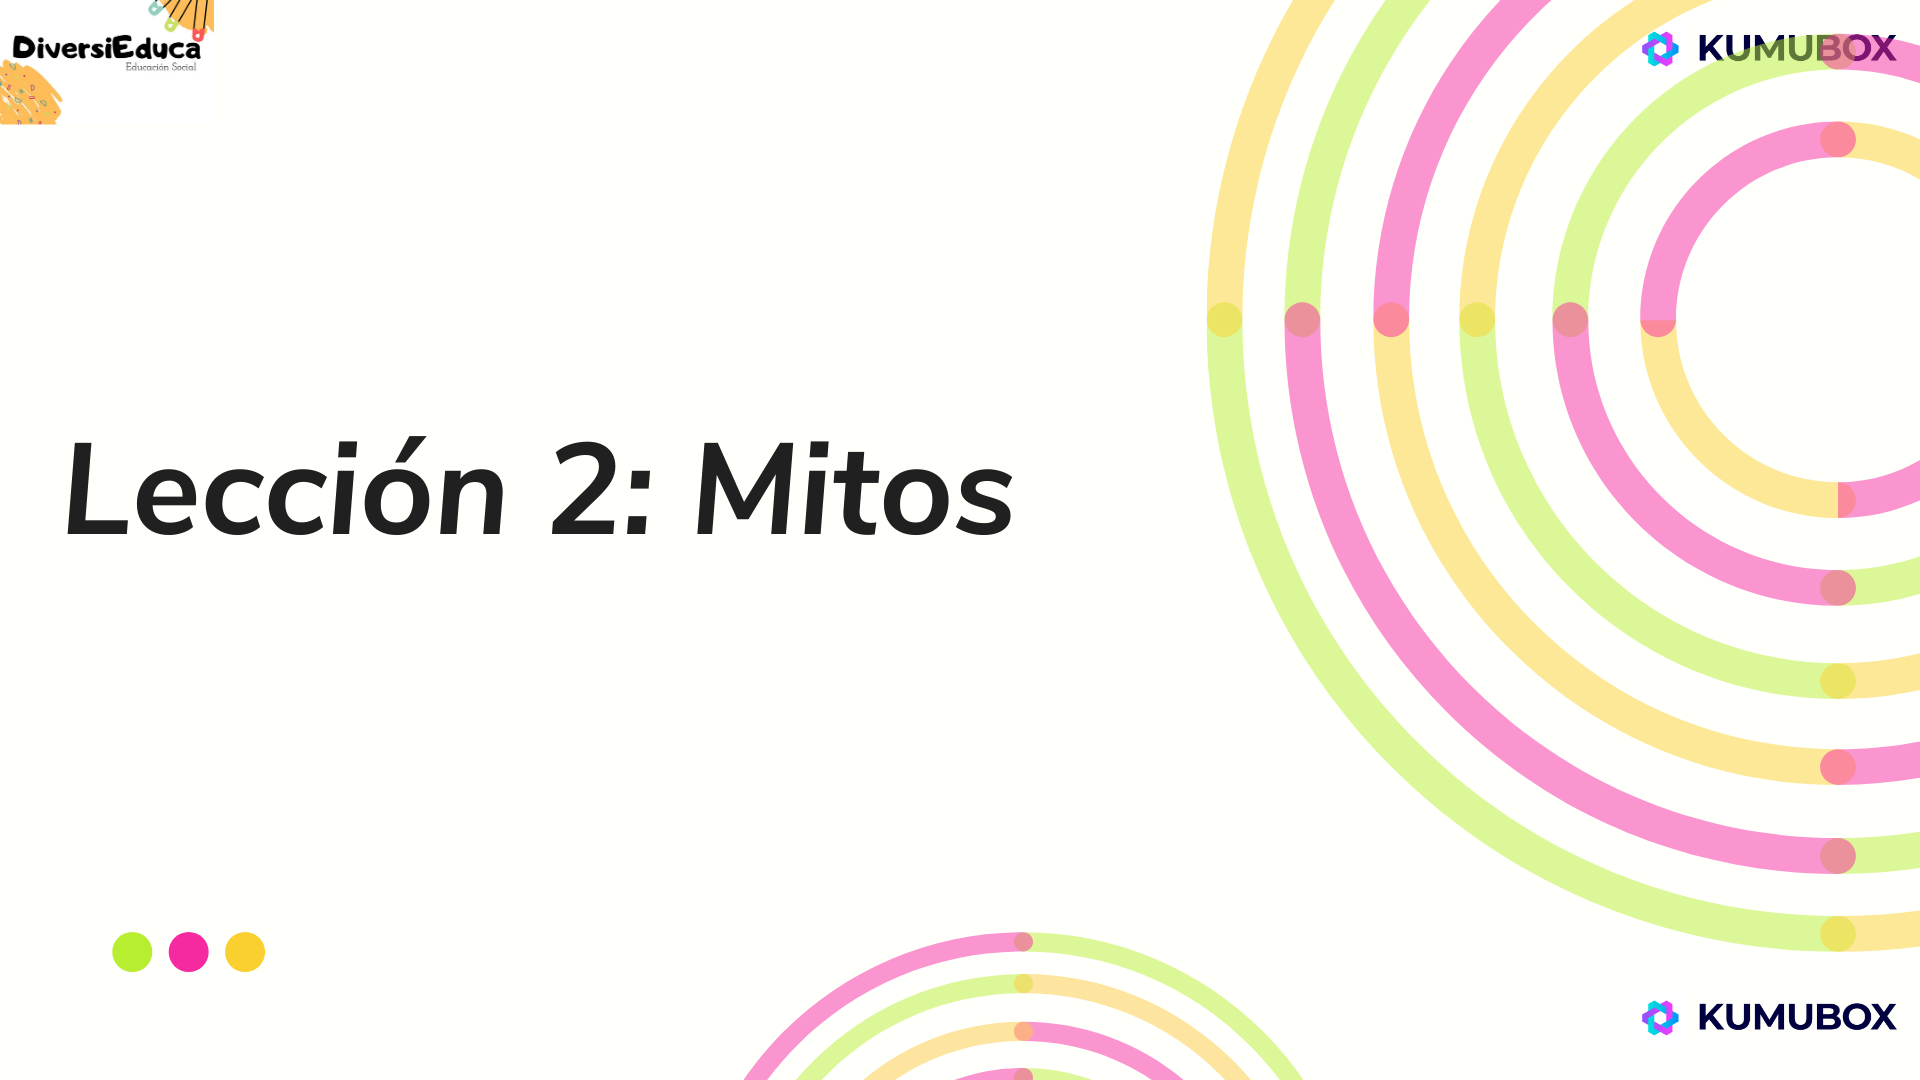 DiversiEduca
Educación Social
KUMUBOX
Lección 2: Mitos
KUMUBOX